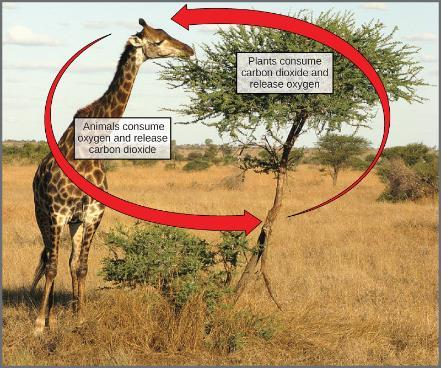 Plants consume
carbon dioxide and
release oxygen
Animals consume
oxygen and release
carbon dioxide